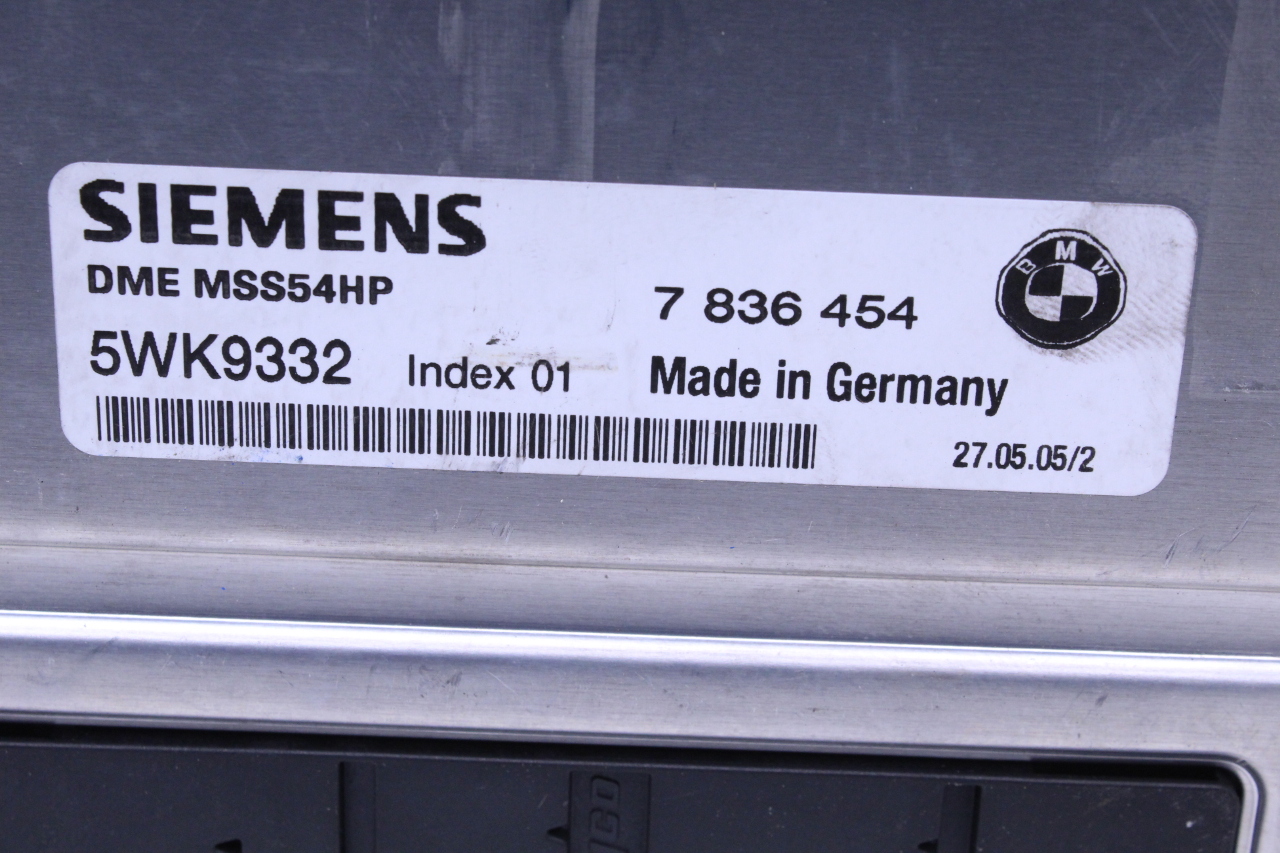 SIEMENS
DME MSS54HP
7 836 454
BMW
5WK9332 Index 01 Made in Germany
27.05.05/2